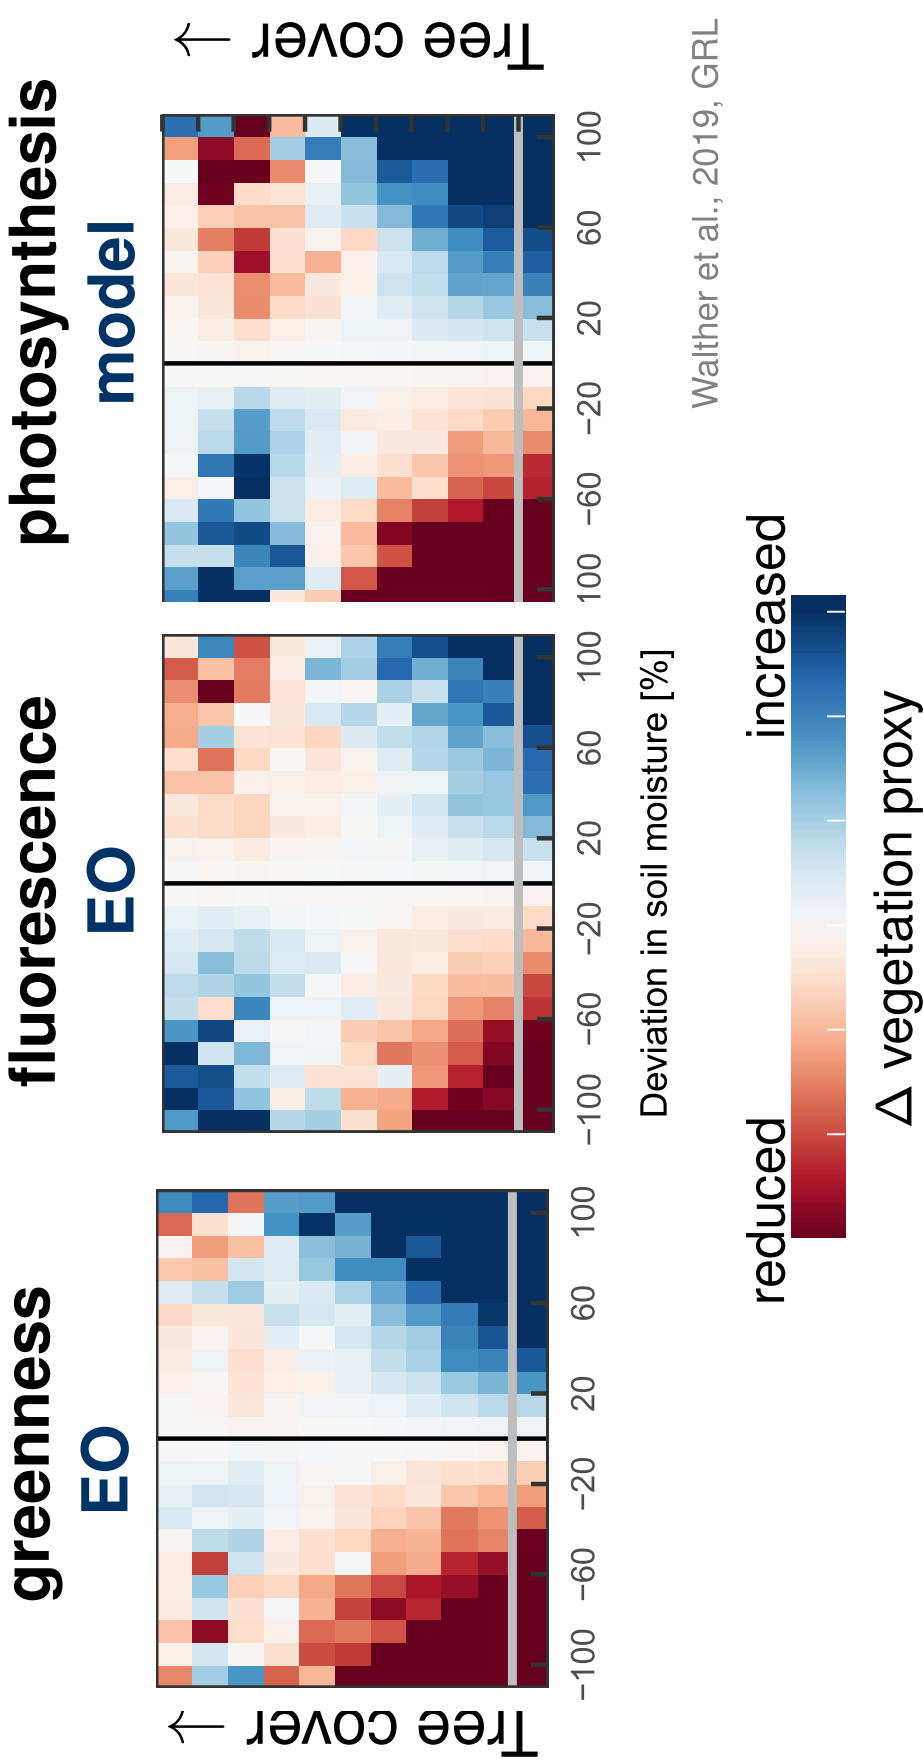 greenness
EO
fluorescence
EO
photosynthesis
model
Tree cover →
Tree cover →
−100 −60 −20 20 60 100
−100 −60 −20 20 60 100
100 −60 −20 20 60 100
Deviation in soil moisture [%]
Walther et al., 2019, GRL
reduced
increased
Δ vegetation proxy